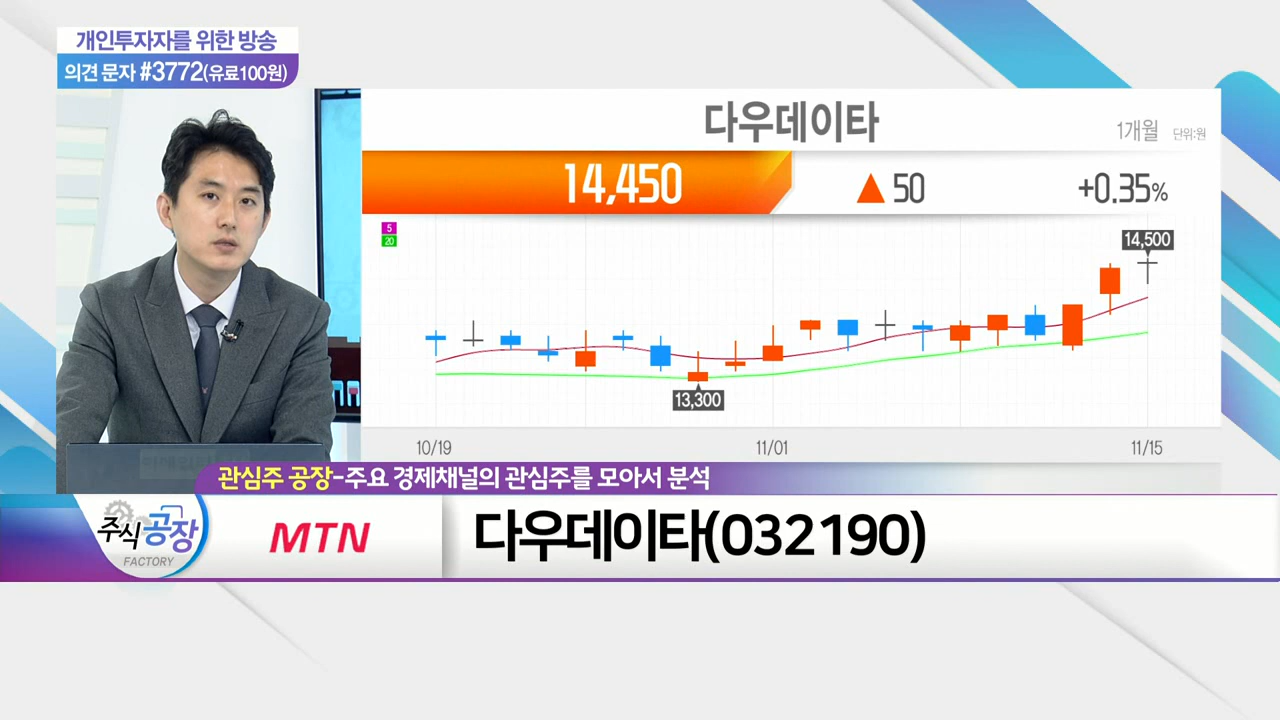 개인투자자를 위한 방송
의견 문자 #3772(유료100원)
다우데이타
1개월 단위:원
14,450 ▲ 50 +0.35%
5
20
14,500
13,300
10/19 11/01 11/15
관심주 공장-주요 경제채널의 관심주를 모아서 분석
주식공장
FACTORY
MTN
다우데이타(032190)